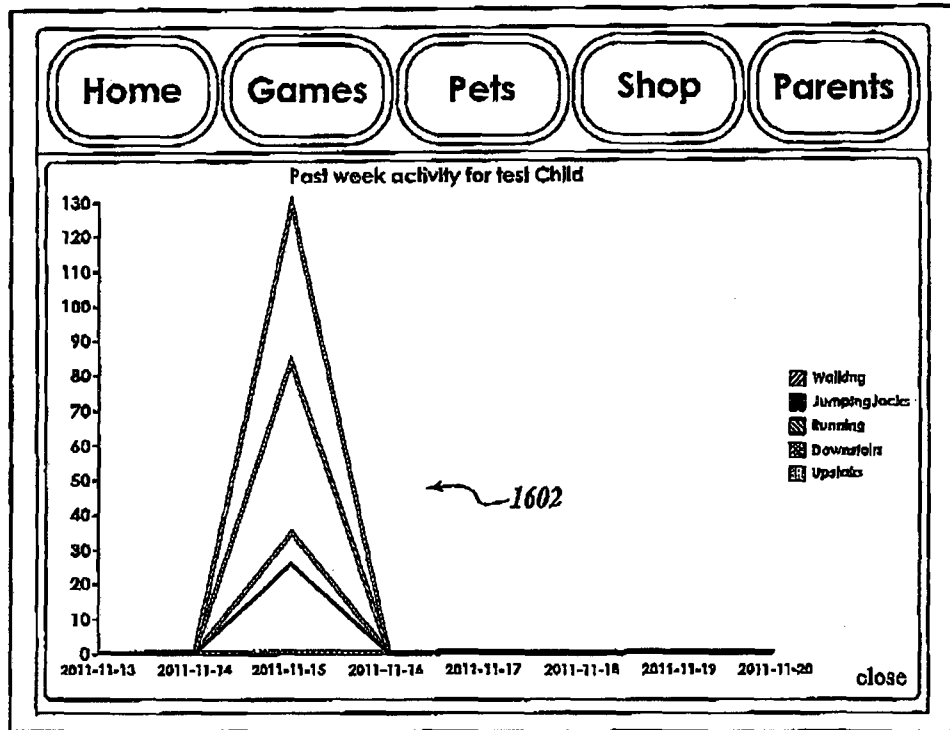 Home Games Pets Shop Parents
Past week activity for test Child
130
120
110
100
90
80
70
60
50
40
30
20
10
0
Walking
Jumping Jacks
Running
Downstairs
Upstairs
1602
2011-11-13 2011-11-14 2011-11-15 2011-11-16 2011-11-17 2011-11-18 2011-11-19 2011-11-20
close